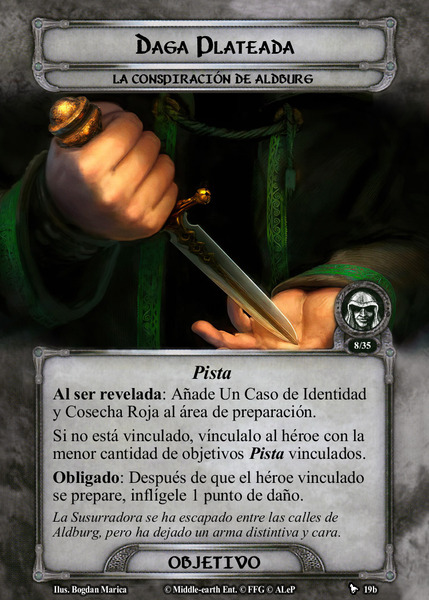 Daga Plateada
La conspiración de Aldburg
8/35
Pista
Al ser revelada: Añade Un Caso de Identidad
y Cosecha Roja al área de preparación.
Si no está vinculado, vínculalo al héroe con la
menor cantidad de objetivos Pista vinculados.
Obligado: Después de que el héroe vinculado
se prepare, inflígele 1 punto de daño.
La Susurradora se ha escapado entre las calles de
Aldburg, pero ha dejado un arma distintiva y cara.
OBJETIVO
Ilus. Bogdan Marica © Middle-earth Ent. © FFG © ALeP 19b